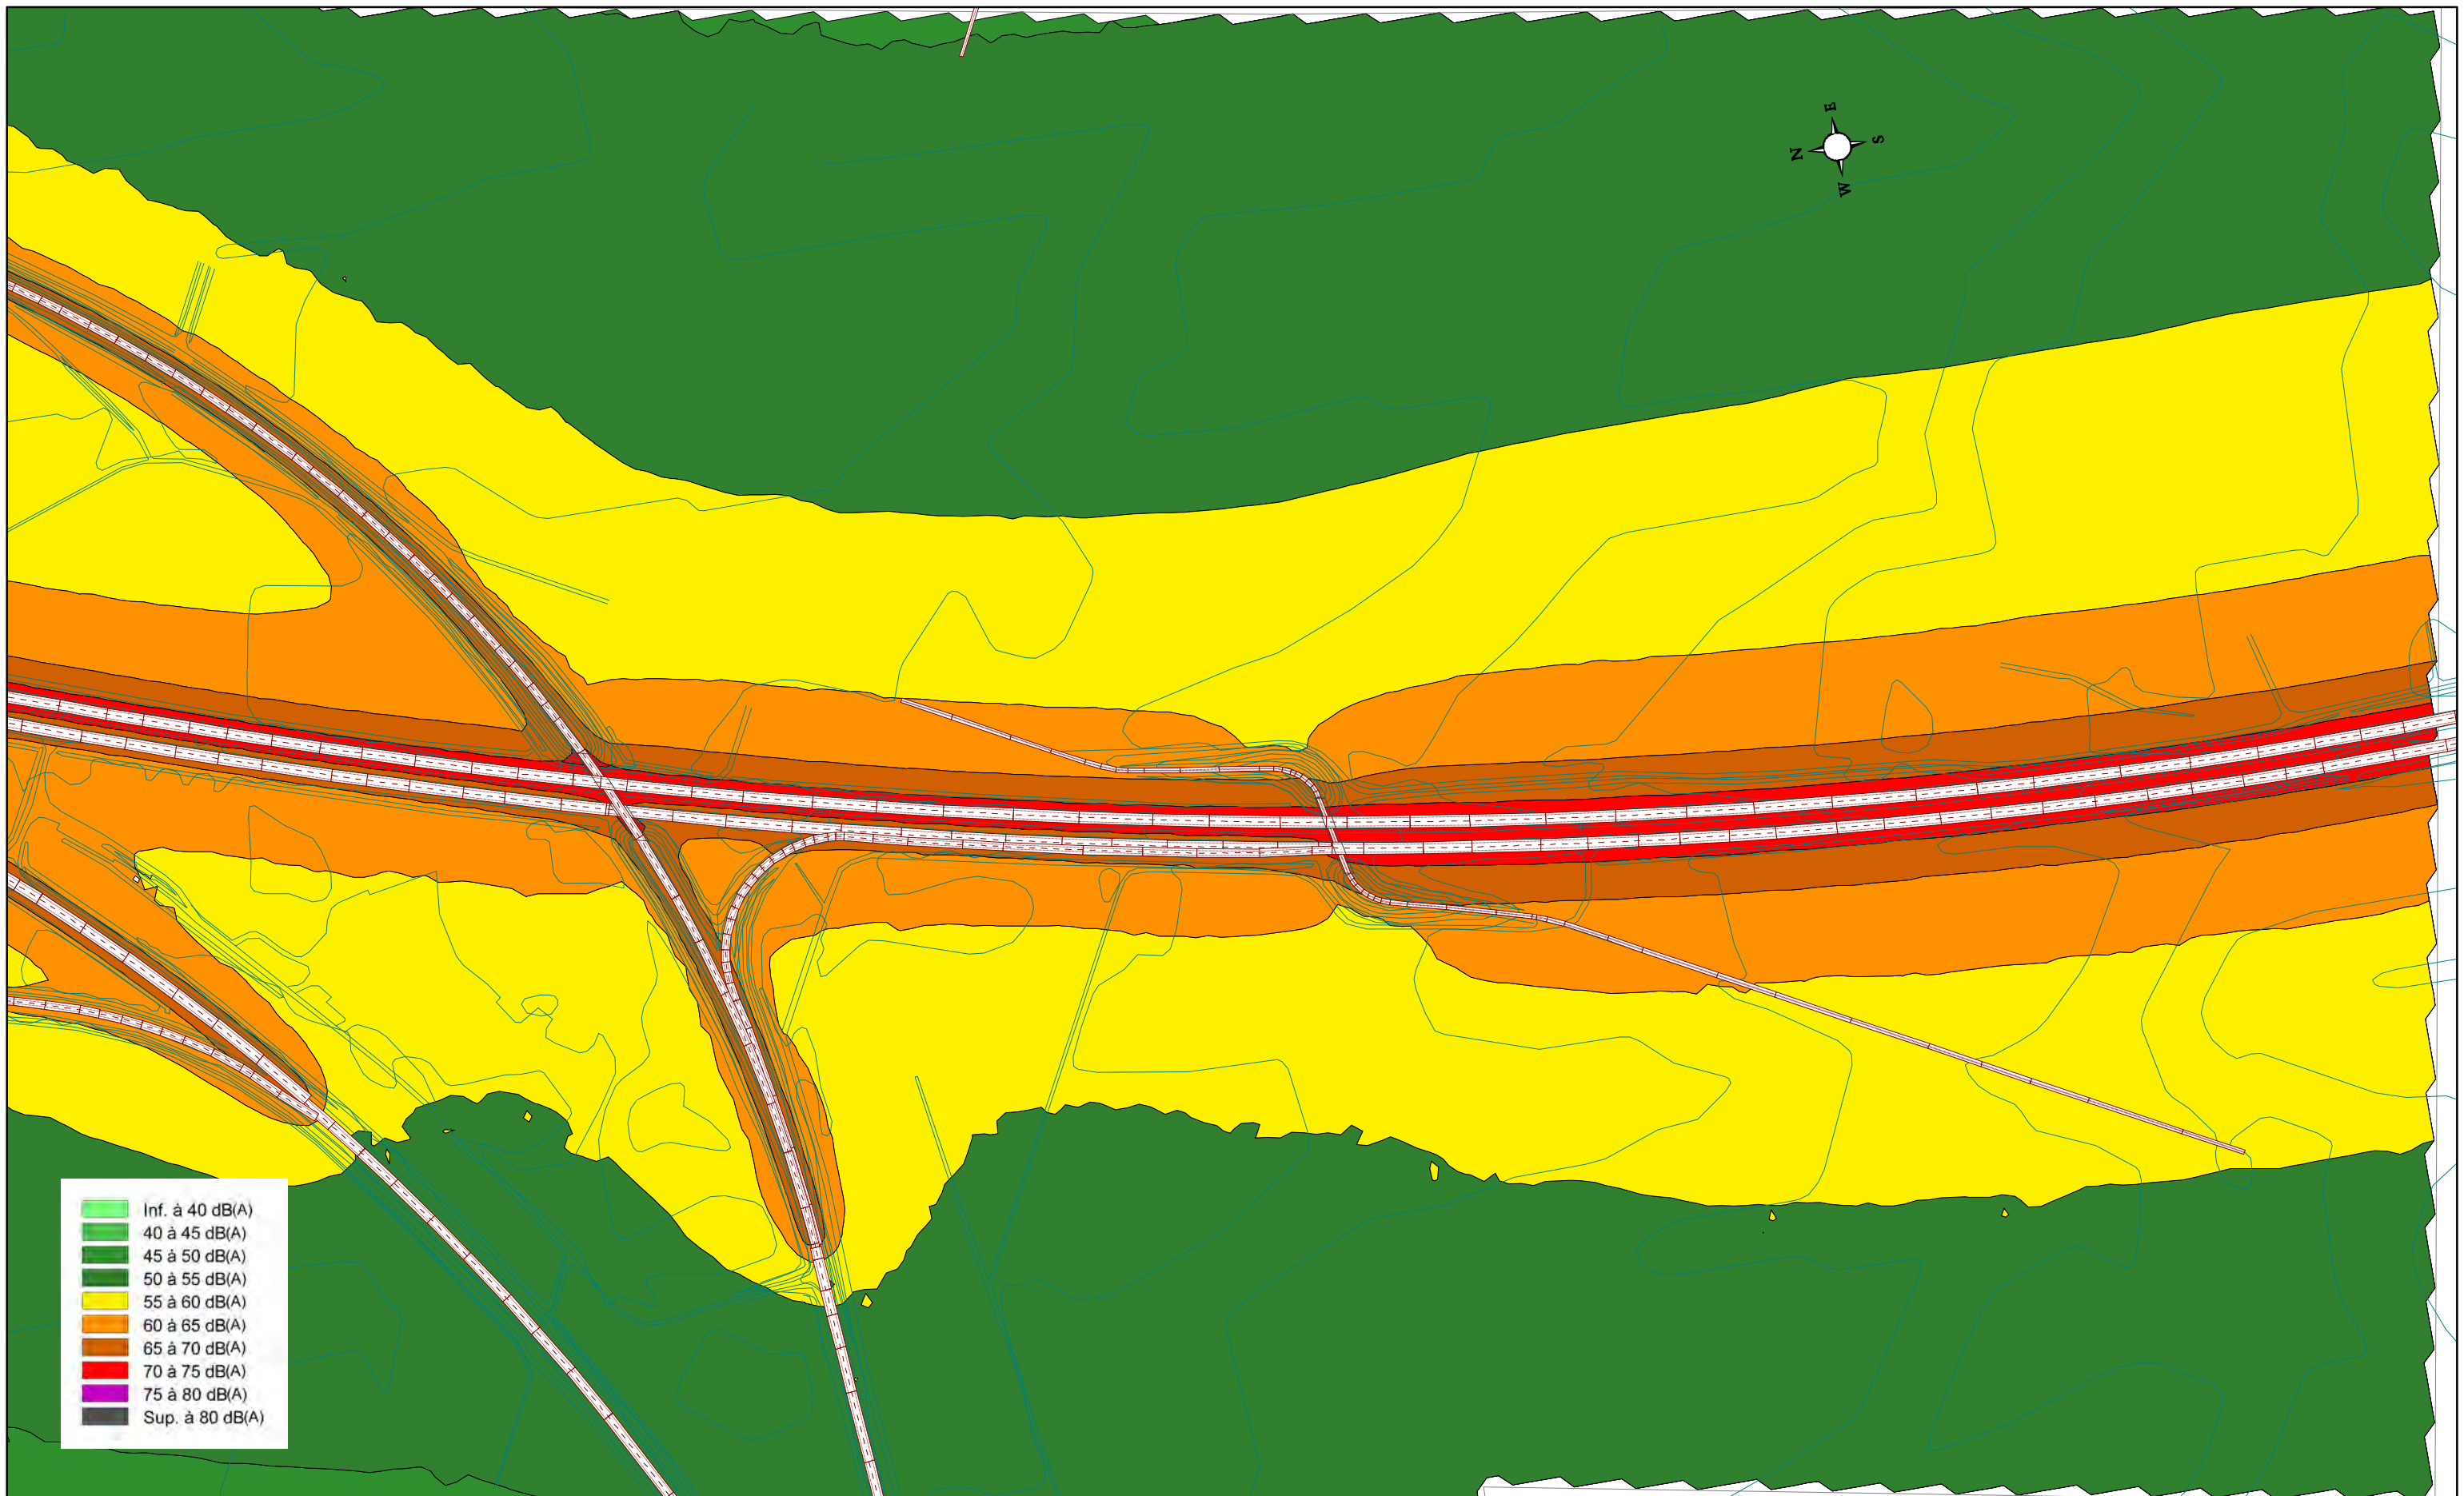 E
N
S
W
Inf. à 40 dB(A)
40 à 45 dB(A)
45 à 50 dB(A)
50 à 55 dB(A)
55 à 60 dB(A)
60 à 65 dB(A)
65 à 70 dB(A)
70 à 75 dB(A)
75 à 80 dB(A)
Sup. à 80 dB(A)